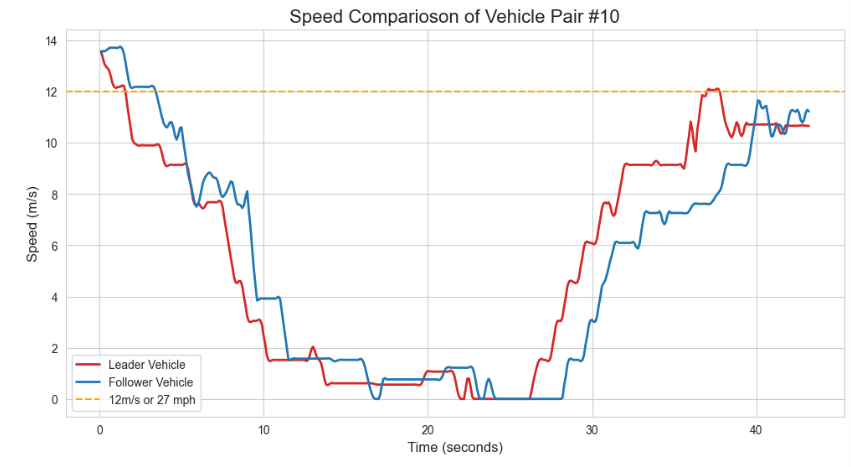 Speed Comparioson of Vehicle Pair #10
14
12
10
8
6
4
2
0
Speed (m/s)
Leader Vehicle
Follower Vehicle
12m/s or 27 mph
0 10 20 30 40
Time (seconds)